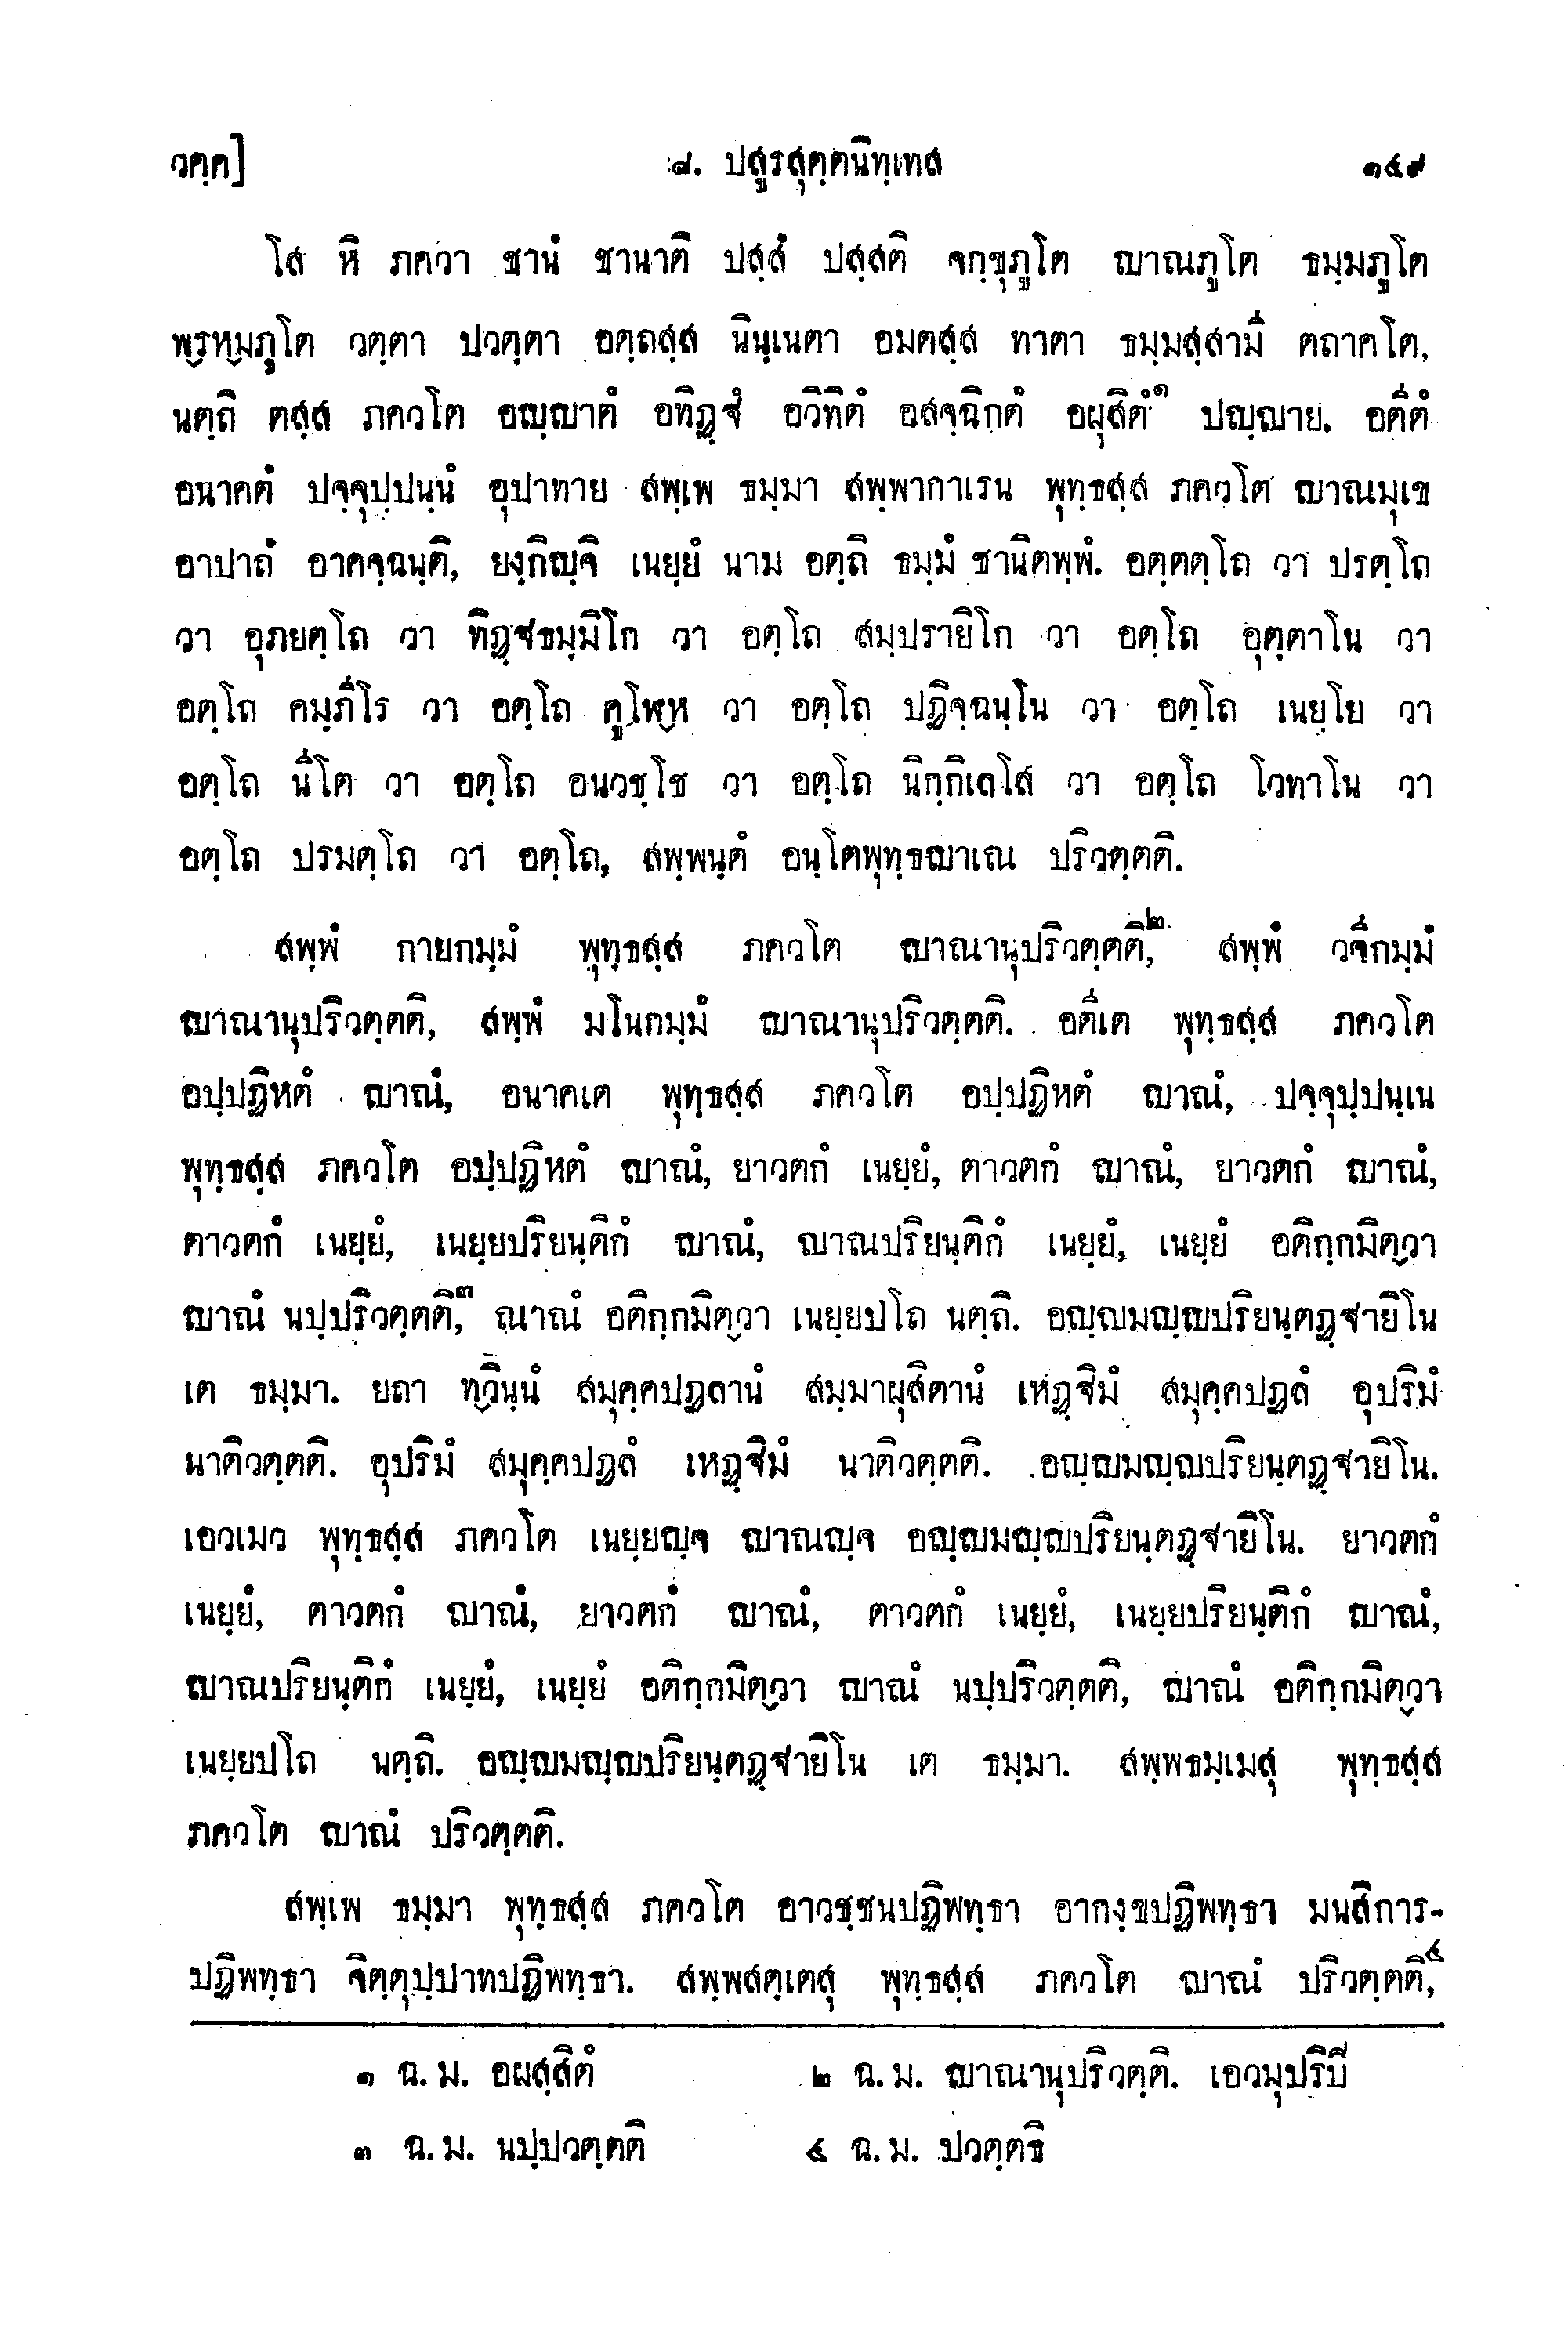 วคฺค]
๘. ปสูรสุตฺตนิทฺเทส
๑๔๙
โส หิ ภควา ชานํ ชานาติ ปสฺสํ ปสฺสติ จกฺขุภูโต ญาณภูโต ธมฺมภูโต
พฺรหฺมภูโต วตฺตา ปวตฺตา อตฺถสฺส นินฺเนตา อมตสฺส ทาตา ธมฺมสฺสามี ตถาคโต,
นตฺถิ ตสฺส ภควโต อญฺญาตํ อทิฏฺฐํ อวิทิตํ อสจฺฉิกตํ อผุสิตํ๑ ปญฺญาย. อตีตํ
อนาคตํ ปจฺจุปฺปนฺนํ อุปาทาย สพฺเพ ธมฺมา สพฺพากาเรน พุทฺธสฺส ภควโต ญาณมุเข
อาปาถํ อาคจฺฉนฺติ, ยงฺกิญฺจิ เนยฺยํ นาม อตฺถิ ธมฺมํ ชานิตพฺพํ. อตฺตตฺโถ วา ปรตฺโถ
วา อุภยตฺโถ วา ทิฏฺฐธมฺมิโก วา อตฺโถ สมฺปรายิโก วา อตฺโถ อุตฺตาโน วา
อตฺโถ คมฺภีโร วา อตฺโถ คูโฬฺห วา อตฺโถ ปฏิจฺฉนฺโน วา อตฺโถ เนยฺโย วา
อตฺโถ นีโต วา อตฺโถ อนวชฺโช วา อตฺโถ นิกฺกิเลโส วา อตฺโถ โวทาโน วา
อตฺโถ ปรมตฺโถ วา อตฺโถ, สพฺพนฺตํ อนฺโตพุทฺธญาเณ ปริวตฺตติ.
สพฺพํ กายกมฺมํ พุทฺธสฺส ภควโต ญาณานุปริวตฺตติ,๒ สพฺพํ วจีกมฺมํ
ญาณานุปริวตฺตติ, สพฺพํ มโนกมฺมํ ญาณานุปริวตฺตติ. อตีเต พุทฺธสฺส ภควโต
อปฺปฏิหตํ ญาณํ, อนาคเต พุทฺธสฺส ภควโต อปฺปฏิหตํ ญาณํ, ปจฺจุปฺปนฺเน
พุทฺธสฺส ภควโต อปฺปฏิหตํ ญาณํ, ยาวตกํ เนยฺยํ, ตาวตกํ ญาณํ, ยาวตกํ ญาณํ,
ตาวตกํ เนยฺยํ, เนยฺยปริยนฺติกํ ญาณํ, ญาณปริยนฺติกํ เนยฺยํ, เนยฺยํ อติกฺกมิตฺวา
ญาณํ นปฺปริวตฺตติ,๓ ญาณํ อติกฺกมิตฺวา เนยฺยปโถ นตฺถิ. อญฺญมญฺญปริยนฺตฏฺฐายิโน
เต ธมฺมา. ยถา ทฺวินฺนํ สมุคฺคปฏลานํ สมฺมาผุสิตานํ เหฏฺฐิมํ สมุคฺคปฏลํ อุปริมํ
นาติวตฺตติ. อุปริมํ สมุคฺคปฏลํ เหฏฺฐิมํ นาติวตฺตติ. อญฺญมญฺญปริยนฺตฏฺฐายิโน.
เอวเมว พุทฺธสฺส ภควโต เนยฺยญฺจ ญาณญฺจ อญฺญมญฺญปริยนฺตฏฺฐายิโน. ยาวตกํ
เนยฺยํ, ตาวตกํ ญาณํ, ยาวตกํ ญาณํ, ตาวตกํ เนยฺยํ, เนยฺยปริยนฺติกํ ญาณํ,
ญาณปริยนฺติกํ เนยฺยํ, เนยฺยํ อติกฺกมิตฺวา ญาณํ นปฺปริวตฺตติ, ญาณํ อติกฺกมิตฺวา
เนยฺยปโถ นตฺถิ. อญฺญมญฺญปริยนฺตฏฺฐายิโน เต ธมฺมา. สพฺพธมฺเมสุ พุทฺธสฺส
ภควโต ญาณํ ปริวตฺตติ.
สพฺเพ ธมฺมา พุทฺธสฺส ภควโต อาวชฺชนปฏิพทฺธา อากงฺขปฏิพทฺธา มนสิการ-
ปฏิพทฺธา จิตฺตุปฺปาทปฏิพทฺธา. สพฺพสตฺเตสุ พุทฺธสฺส ภควโต ญาณํ ปริวตฺตติ,๔
๑ ฉ.ม. อผสฺสิตํ ๒ ฉ.ม. ญาณานุปริวตฺติ. เอวมุปริปิ
๓ ฉ.ม. นปฺปวตฺตติ ๔ ฉ.ม. ปวตฺตติ